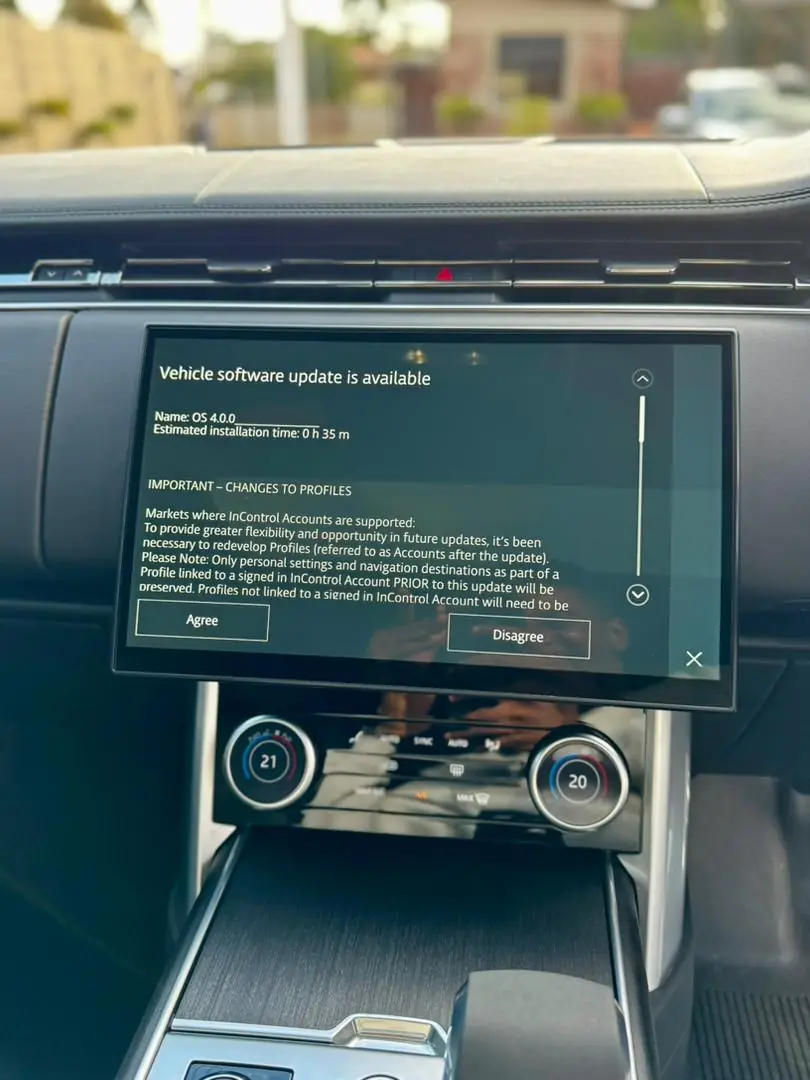 Vehicle software update is available
Name: OS 4.0.0
Estimated installation time: 0 h 35 m
IMPORTANT – CHANGES TO PROFILES
Markets where InControl Accounts are supported:
To provide greater flexibility and opportunity in future updates, it's been
necessary to redevelop Profiles (referred to as Accounts after the update).
Please Note: Only personal settings and navigation destinations as part of a
Profile linked to a signed in InControl Account PRIOR to this update will be
preserved. Profiles not linked to a signed in InControl Account will need to be
Agree
Disagree
AUTO SYNC AUTO
21
20
A/C
MAX